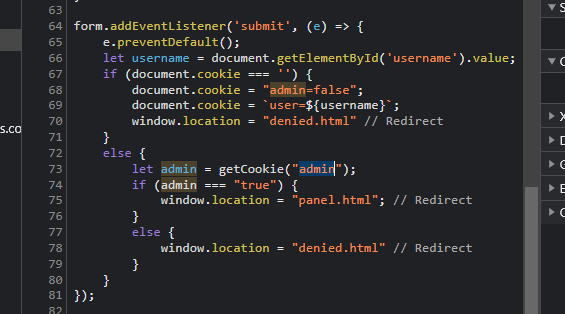 63
64 form.addEventListener('submit', (e) => {
65     e.preventDefault();
66     let username = document.getElementById('username').value;
67     if (document.cookie === '') {
68         document.cookie = "admin=false";
69         document.cookie = `user=${username}`;
70         window.location = "denied.html" // Redirect
71     }
72     else {
73         let admin = getCookie("admin");
74         if (admin === "true") {
75             window.location = "panel.html"; // Redirect
76         }
77         else {
78             window.location = "denied.html" // Redirect
79         }
80     }
81 });
82
s.co